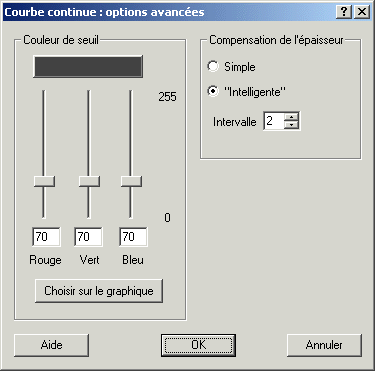 Courbe continue : options avancées
Couleur de seuil
Compensation de l'épaisseur
Simple
"Intelligente"
Intervalle 2
255
0
70 70 70
Rouge Vert Bleu
Choisir sur le graphique
Aide OK Annuler